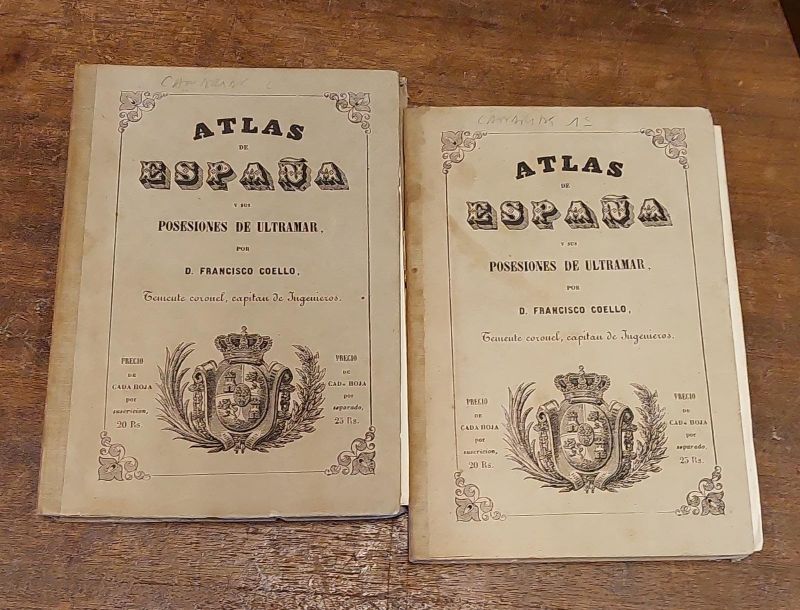 CANARIAS
ATLAS
DE
ESPAÑA
Y SUS
POSESIONES DE ULTRAMAR,
POR
D. FRANCISCO COELLO,
Teniente coronel, capitan de Ingenieros.
PRECIO
DE
CADA HOJA
por
suscricion,
20 Rs.
PRECIO
DE
CADA HOJA
por
separado,
25 Rs.
CANARIAS 1ª
ATLAS
DE
ESPAÑA
Y SUS
POSESIONES DE ULTRAMAR,
POR
D. FRANCISCO COELLO,
Teniente coronel, capitan de Ingenieros.
PRECIO
DE
CADA HOJA
por
suscricion,
20 Rs.
PRECIO
DE
CADA HOJA
por
separado,
25 Rs.